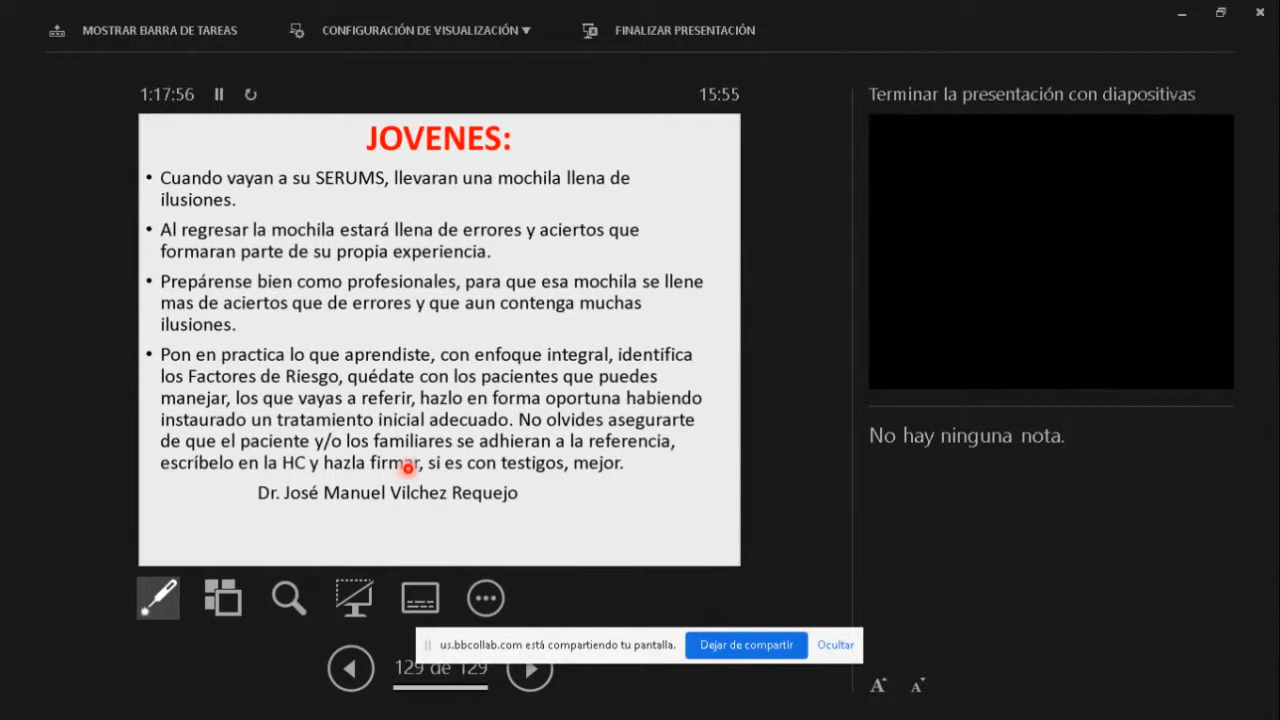 MOSTRAR BARRA DE TAREAS
CONFIGURACIÓN DE VISUALIZACIÓN ▼
FINALIZAR PRESENTACIÓN
1:17:56
15:55
Terminar la presentación con diapositivas
JOVENES:
• Cuando vayan a su SERUMS, llevaran una mochila llena de
ilusiones.
• Al regresar la mochila estará llena de errores y aciertos que
formaran parte de su propia experiencia.
• Prepárense bien como profesionales, para que esa mochila se llene
mas de aciertos que de errores y que aun contenga muchas
ilusiones.
• Pon en practica lo que aprendiste, con enfoque integral, identifica
los Factores de Riesgo, quédate con los pacientes que puedes
manejar, los que vayas a referir, hazlo en forma oportuna habiendo
instaurado un tratamiento inicial adecuado. No olvides asegurarte
de que el paciente y/o los familiares se adhieran a la referencia,
escríbelo en la HC y hazla firmar, si es con testigos, mejor.
Dr. José Manuel Vilchez Requejo
No hay ninguna nota.
us.bbcollab.com está compartiendo tu pantalla.
Dejar de compartir
Ocultar
129 de 129
A A